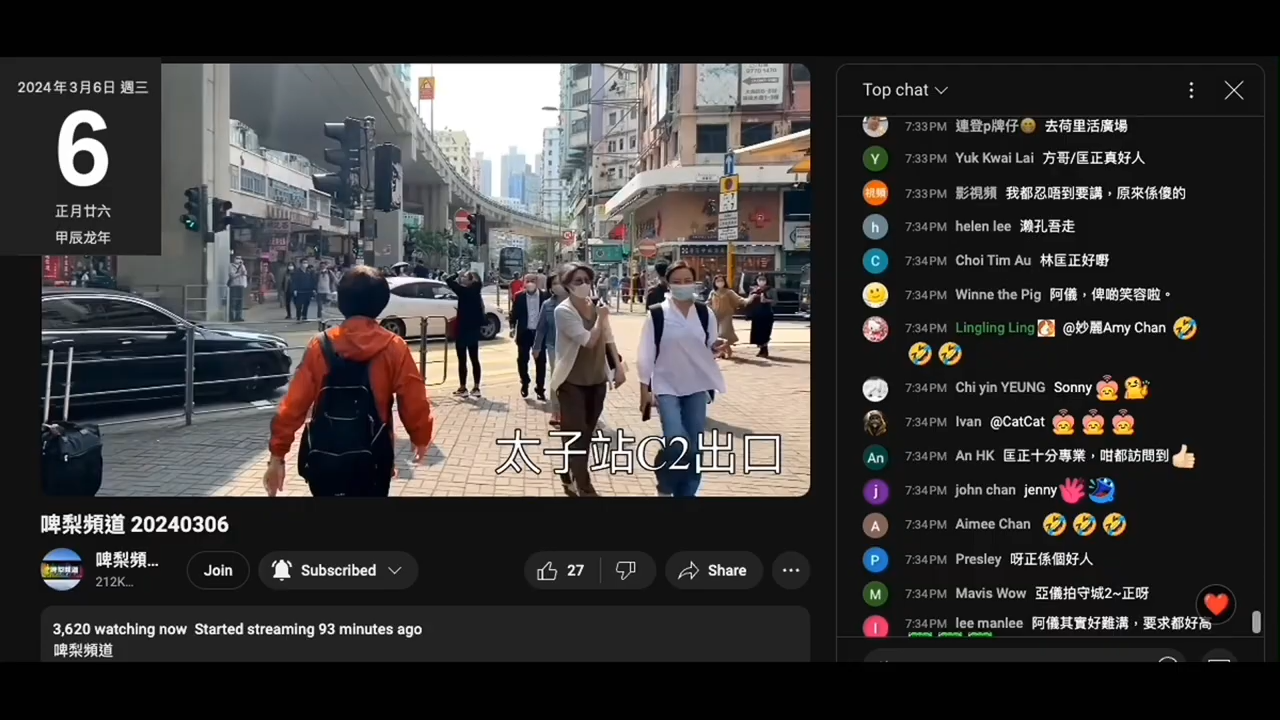 2024年3月6日 週三
6
正月廿六
甲辰龙年
太子站C2出口
啤梨頻道 20240306
啤梨頻...
212K...
Join
Subscribed
27
Share
3,620 watching now Started streaming 93 minutes ago
啤梨頻道
Top chat
7:33PM 連登p牌仔 去荷里活廣場
Y 7:33PM Yuk Kwai Lai 方哥/匡正真好人
視頻 7:33PM 影視頻 我都忍唔到要講，原來係傻的
h 7:34PM helen lee 瀨孔吾走
C 7:34PM Choi Tim Au 林匡正好嘢
7:34PM Winne the Pig 阿儀，俾啲笑容啦。
7:34PM Lingling Ling @妙麗Amy Chan 🤣
🤣🤣
7:34PM Chi yin YEUNG Sonny
7:34PM Ivan @CatCat
An 7:34PM An HK 匡正十分專業，咁都訪問到👍🏻
j 7:34PM john chan jenny
A 7:34PM Aimee Chan 🤣🤣🤣
P 7:34PM Presley 呀正係個好人
M 7:34PM Mavis Wow 亞儀拍守城2~正呀
l 7:34PM lee manlee 阿儀其實好難溝，要求都好高